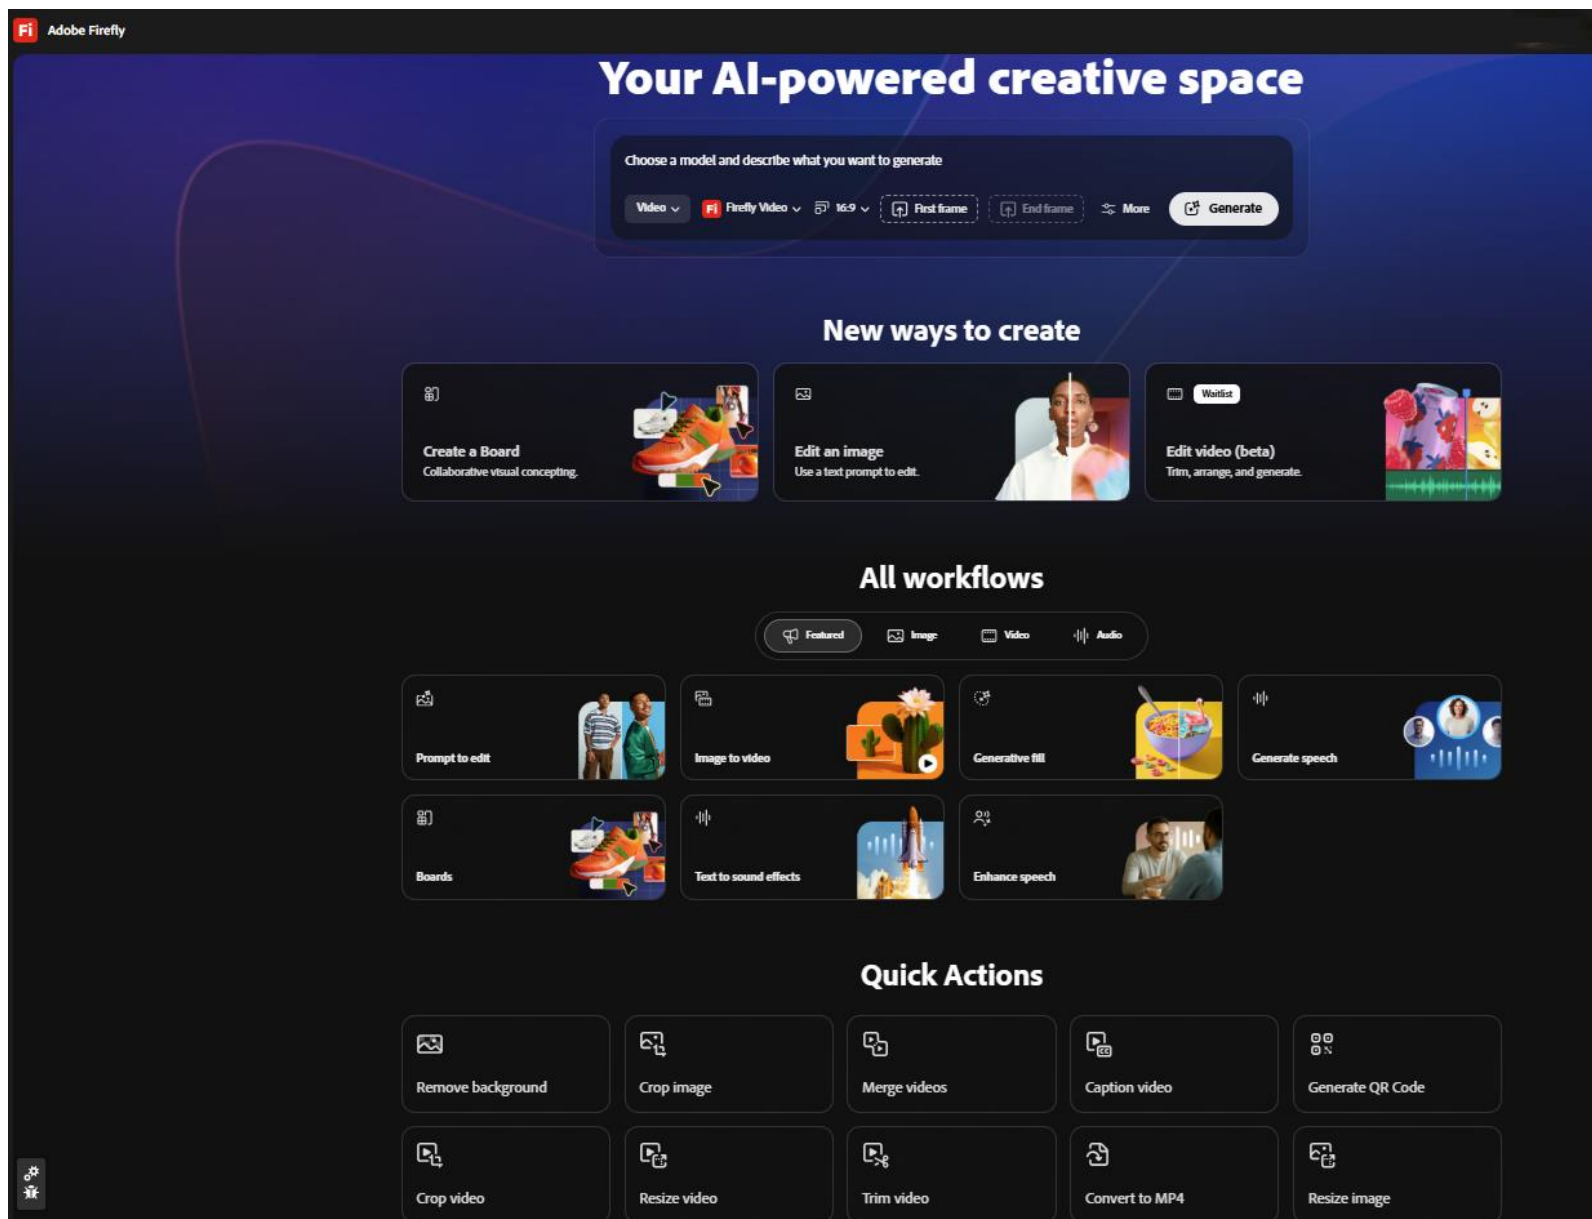 Fi Adobe Firefly
Your AI-powered creative space
Choose a model and describe what you want to generate
Video Fi Firefly Video 16:9 First frame End frame More Generate
New ways to create
Create a Board
Collaborative visual concepting.
Edit an image
Use a text prompt to edit.
Waitlist
Edit video (beta)
Trim, arrange, and generate.
All workflows
Featured Image Video Audio
Prompt to edit
Image to video
Generative fill
Generate speech
Boards
Text to sound effects
Enhance speech
Quick Actions
Remove background
Crop image
Merge videos
CC
Caption video
Generate QR Code
Crop video
Resize video
Trim video
Convert to MP4
Resize image